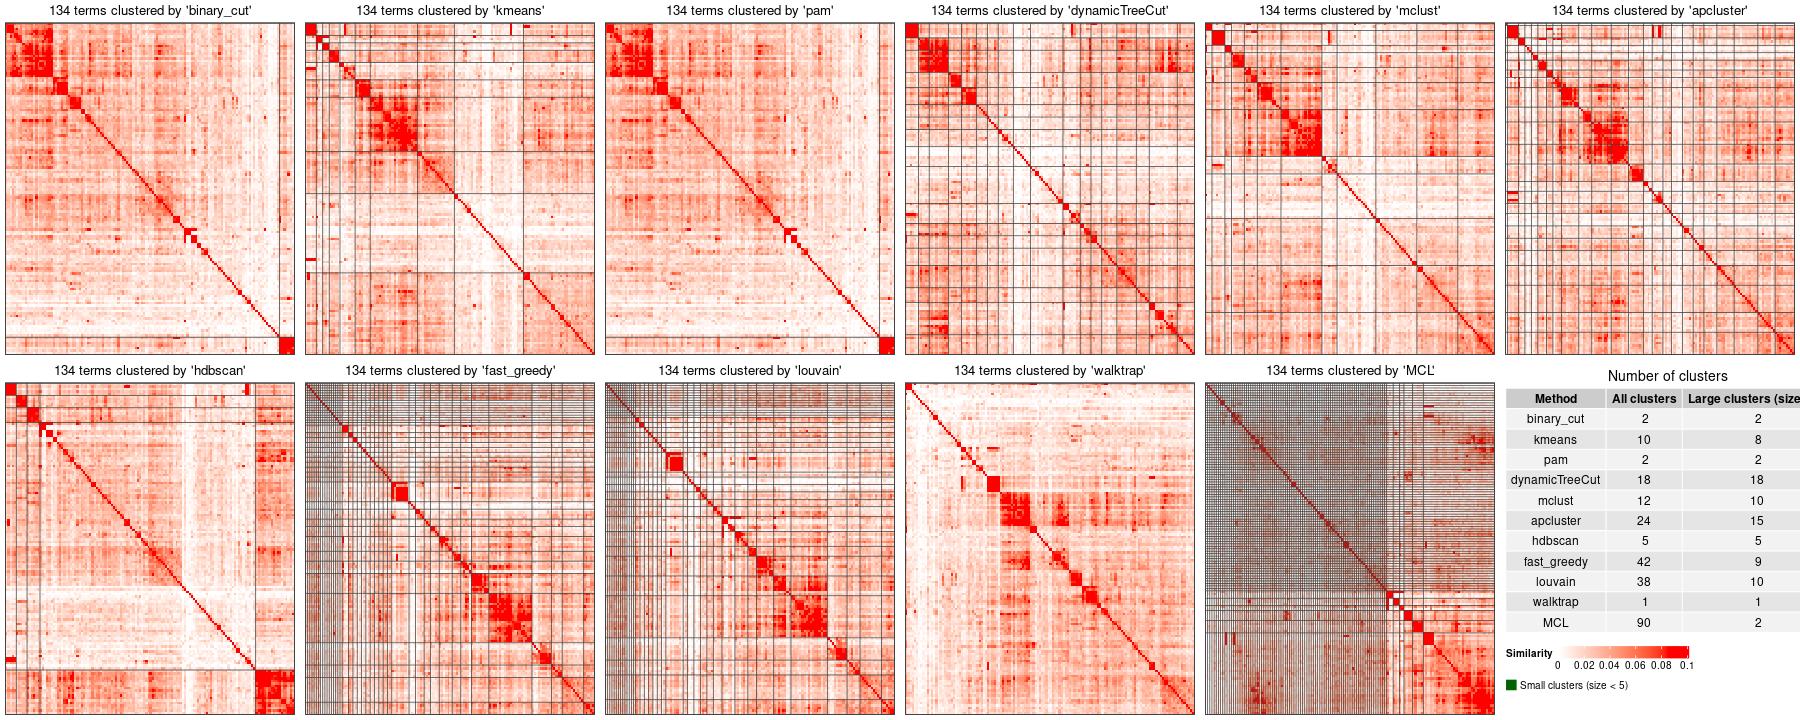 134 terms clustered by 'binary_cut'
134 terms clustered by 'kmeans'
134 terms clustered by 'pam'
134 terms clustered by 'dynamicTreeCut'
134 terms clustered by 'mclust'
134 terms clustered by 'apcluster'
134 terms clustered by 'hdbscan'
134 terms clustered by 'fast_greedy'
134 terms clustered by 'louvain'
134 terms clustered by 'walktrap'
134 terms clustered by 'MCL'
Number of clusters
Method All clusters Large clusters (size
binary_cut 2 2
kmeans 10 8
pam 2 2
dynamicTreeCut 18 18
mclust 12 10
apcluster 24 15
hdbscan 5 5
fast_greedy 42 9
louvain 38 10
walktrap 1 1
MCL 90 2
Similarity
0 0.02 0.04 0.06 0.08 0.1
Small clusters (size < 5)